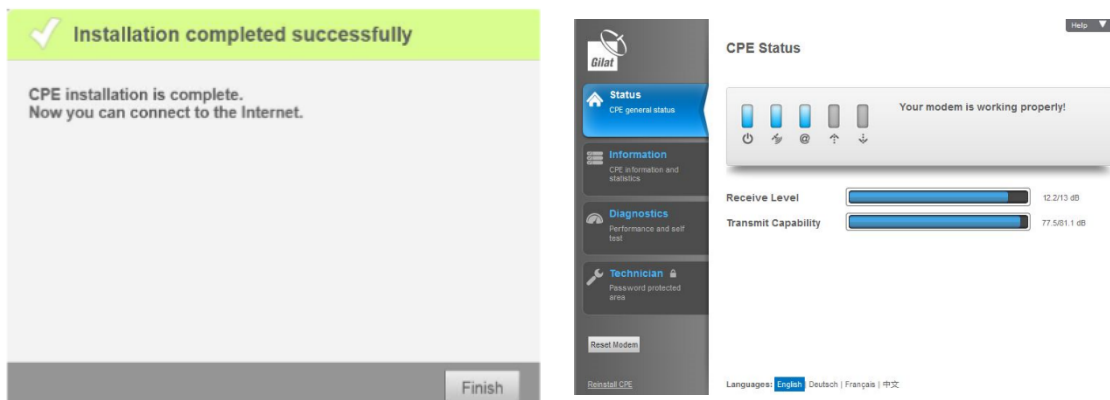 Installation completed successfully
CPE installation is complete.
Now you can connect to the Internet.
Finish
Help
Gilat
CPE Status
Status
CPE general status
Your modem is working properly!
@
Information
CPE information and
statistics
Receive Level
12.2/13 dB
Diagnostics
Performance and self
test
Transmit Capability
77.5/81.1 dB
Technician
Password protected
area
Reset Modem
Reinstall CPE
Languages: English | Deutsch | Français | 中文